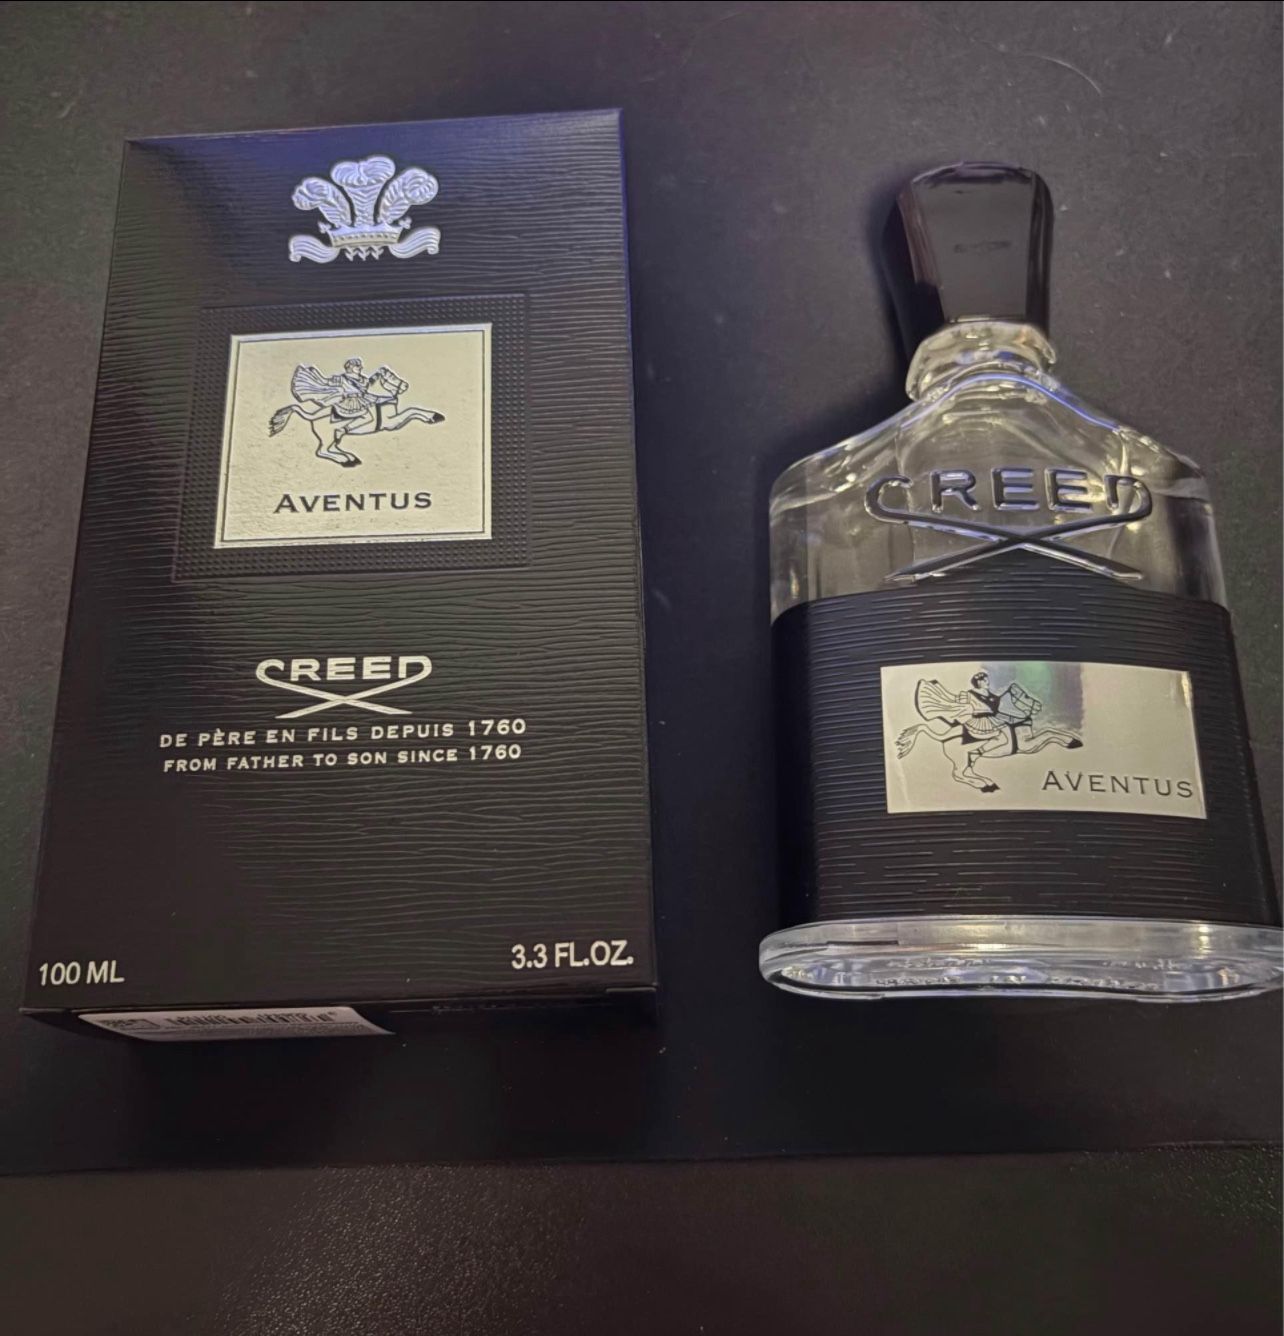 AVENTUS
CREED
DE PÈRE EN FILS DEPUIS 1760
FROM FATHER TO SON SINCE 1760
100 ML
3.3 FL.OZ.
CREED
AVENTUS